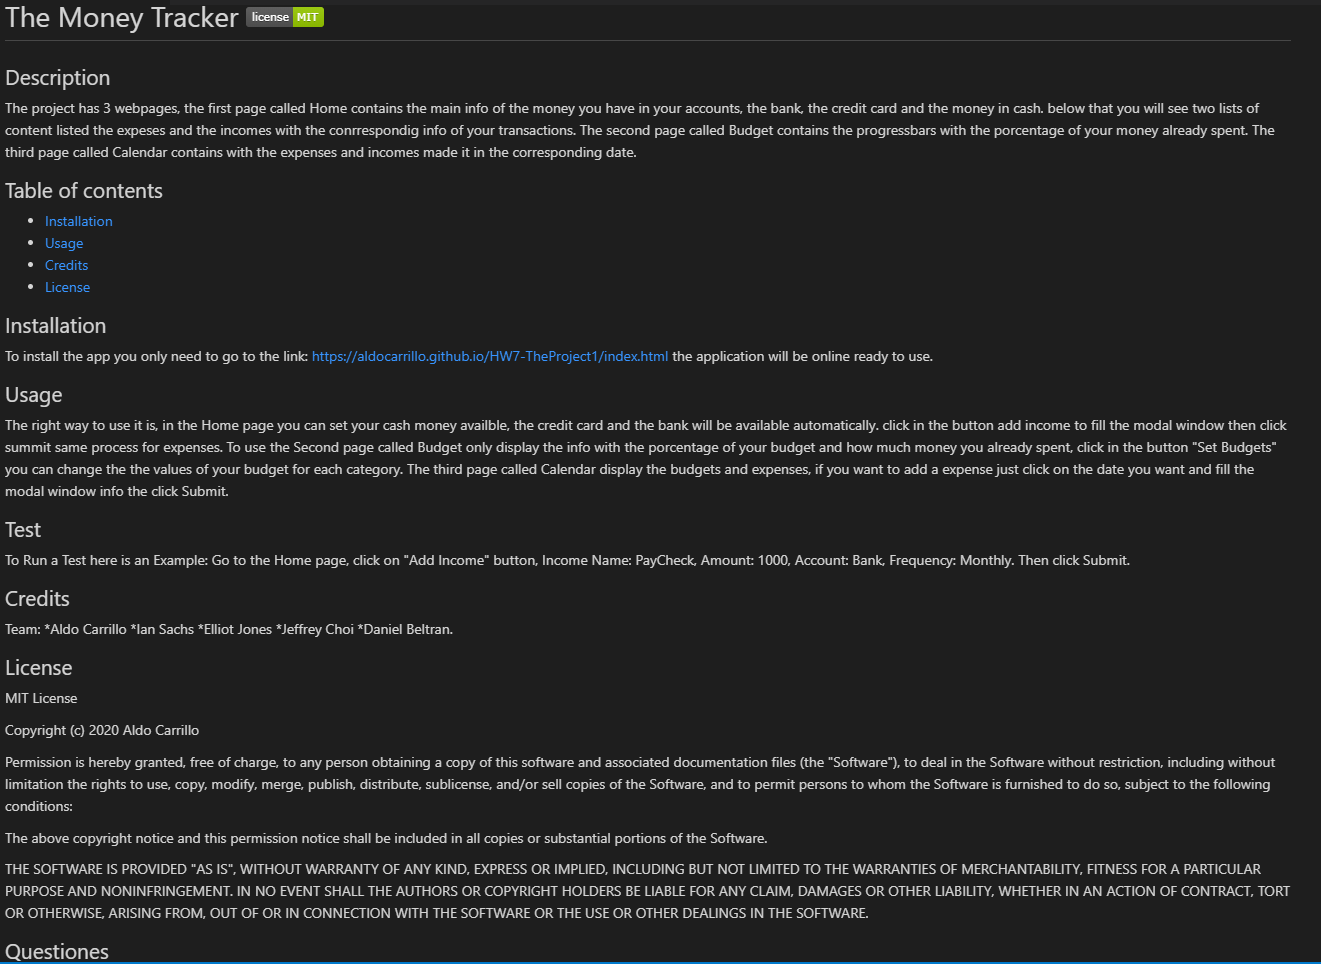 The Money Tracker license MIT
Description
The project has 3 webpages, the first page called Home contains the main info of the money you have in your accounts, the bank, the credit card and the money in cash. below that you will see two lists of
content listed the expeses and the incomes with the conrrespondig info of your transactions. The second page called Budget contains the progressbars with the porcentage of your money already spent. The
third page called Calendar contains with the expenses and incomes made it in the corresponding date.
Table of contents
• Installation
• Usage
• Credits
• License
Installation
To install the app you only need to go to the link: https://aldocarrillo.github.io/HW7-TheProject1/index.html the application will be online ready to use.
Usage
The right way to use it is, in the Home page you can set your cash money availble, the credit card and the bank will be available automatically. click in the button add income to fill the modal window then click
summit same process for expenses. To use the Second page called Budget only display the info with the porcentage of your budget and how much money you already spent, click in the button "Set Budgets"
you can change the the values of your budget for each category. The third page called Calendar display the budgets and expenses, if you want to add a expense just click on the date you want and fill the
modal window info the click Submit.
Test
To Run a Test here is an Example: Go to the Home page, click on "Add Income" button, Income Name: PayCheck, Amount: 1000, Account: Bank, Frequency: Monthly. Then click Submit.
Credits
Team: *Aldo Carrillo *Ian Sachs *Elliot Jones *Jeffrey Choi *Daniel Beltran.
License
MIT License
Copyright (c) 2020 Aldo Carrillo
Permission is hereby granted, free of charge, to any person obtaining a copy of this software and associated documentation files (the "Software"), to deal in the Software without restriction, including without
limitation the rights to use, copy, modify, merge, publish, distribute, sublicense, and/or sell copies of the Software, and to permit persons to whom the Software is furnished to do so, subject to the following
conditions:
The above copyright notice and this permission notice shall be included in all copies or substantial portions of the Software.
THE SOFTWARE IS PROVIDED "AS IS", WITHOUT WARRANTY OF ANY KIND, EXPRESS OR IMPLIED, INCLUDING BUT NOT LIMITED TO THE WARRANTIES OF MERCHANTABILITY, FITNESS FOR A PARTICULAR
PURPOSE AND NONINFRINGEMENT. IN NO EVENT SHALL THE AUTHORS OR COPYRIGHT HOLDERS BE LIABLE FOR ANY CLAIM, DAMAGES OR OTHER LIABILITY, WHETHER IN AN ACTION OF CONTRACT, TORT
OR OTHERWISE, ARISING FROM, OUT OF OR IN CONNECTION WITH THE SOFTWARE OR THE USE OR OTHER DEALINGS IN THE SOFTWARE.
Questiones